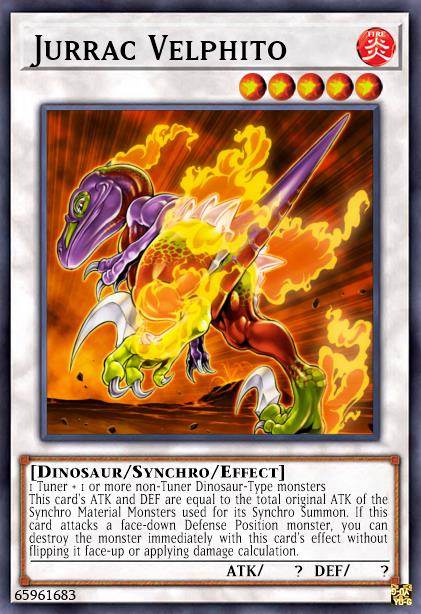 JURRAC VELPHITO
FIRE
炎
[DINOSAUR/SYNCHRO/EFFECT]
1 Tuner + 1 or more non-Tuner Dinosaur-Type monsters
This card's ATK and DEF are equal to the total original ATK of the
Synchro Material Monsters used for its Synchro Summon. If this
card attacks a face-down Defense Position monster, you can
destroy the monster immediately with this card's effect without
flipping it face-up or applying damage calculation.
ATK/ ? DEF/ ?
65961683